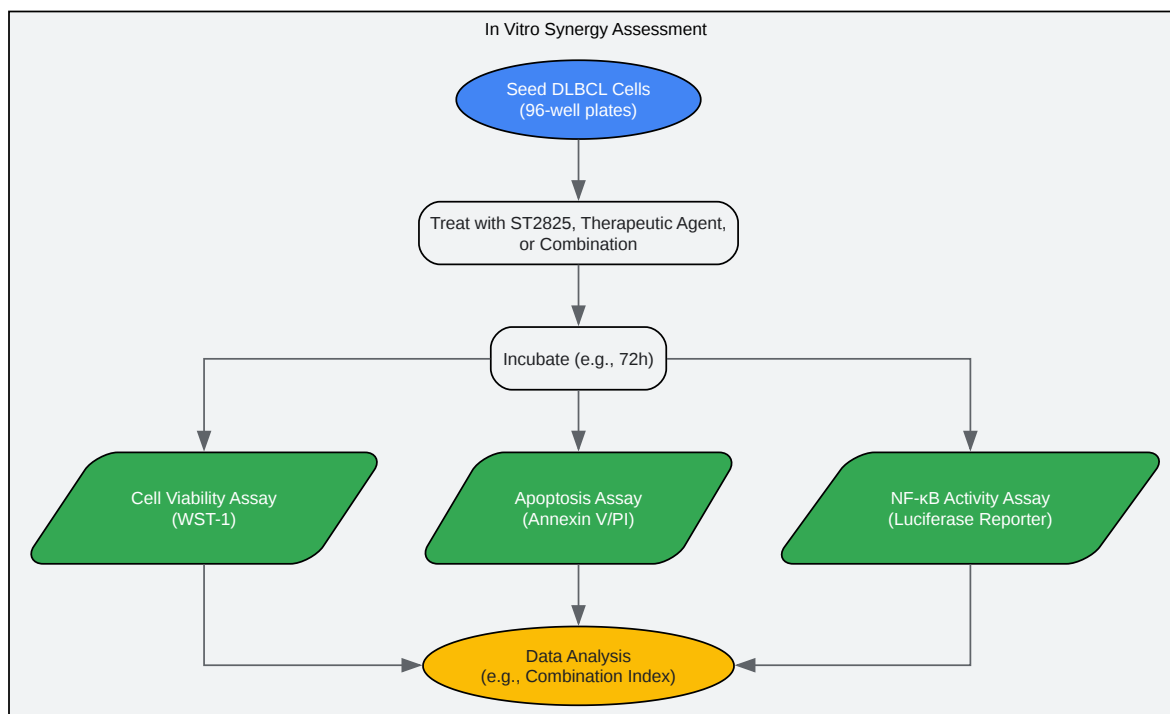 In Vitro Synergy Assessment
Seed DLBCL Cells
(96-well plates)
Treat with ST2825, Therapeutic Agent,
or Combination
Incubate (e.g., 72h)
Cell Viability Assay
(WST-1)
Apoptosis Assay
(Annexin V/PI)
NF-κB Activity Assay
(Luciferase Reporter)
Data Analysis
(e.g., Combination Index)